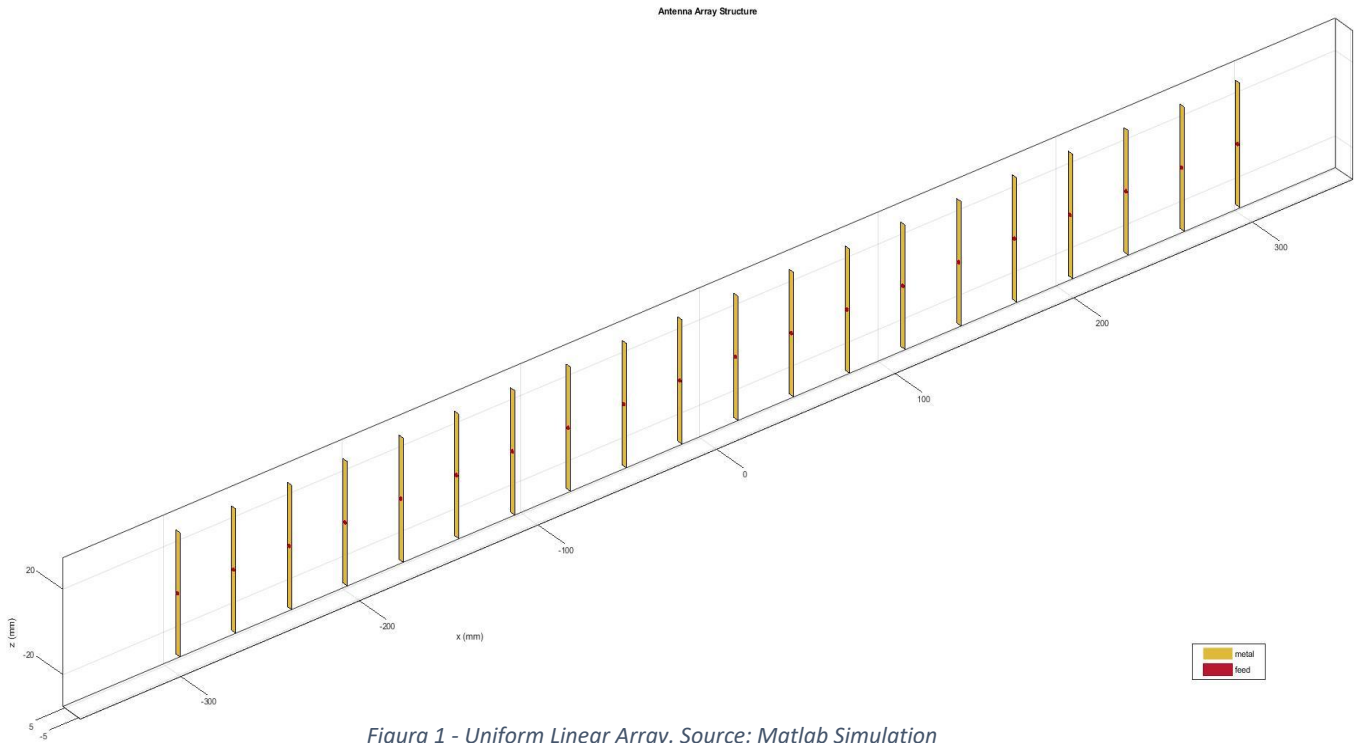 Antenna Array Structure
20
-20
z (mm)
5
-5
-300
-200
x (mm)
-100
0
100
200
300
metal
feed
Figura 1 - Uniform Linear Array. Source: Matlab Simulation